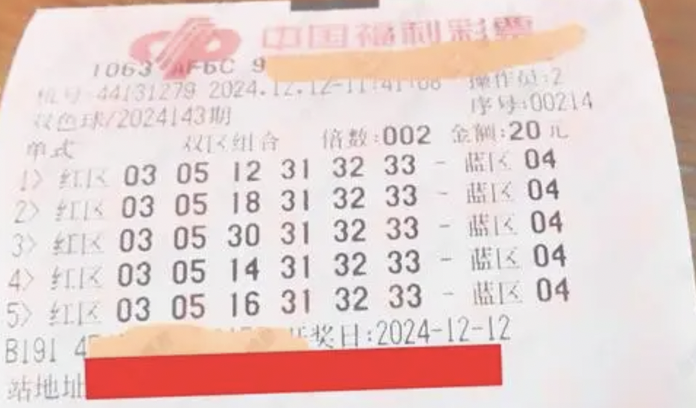 中国福利彩票
1063 AF6C 9
机号:44131279 2024.12.12-11:41:08 操作员:2
双色球/2024143期 序号:00214
单式 双区组合 倍数:002 金额:20元
1> 红区 03 05 12 31 32 33 - 蓝区 04
2> 红区 03 05 18 31 32 33 - 蓝区 04
3> 红区 03 05 30 31 32 33 - 蓝区 04
4> 红区 03 05 14 31 32 33 - 蓝区 04
5> 红区 03 05 16 31 32 33 - 蓝区 04
B191 开奖日:2024-12-12
站地址